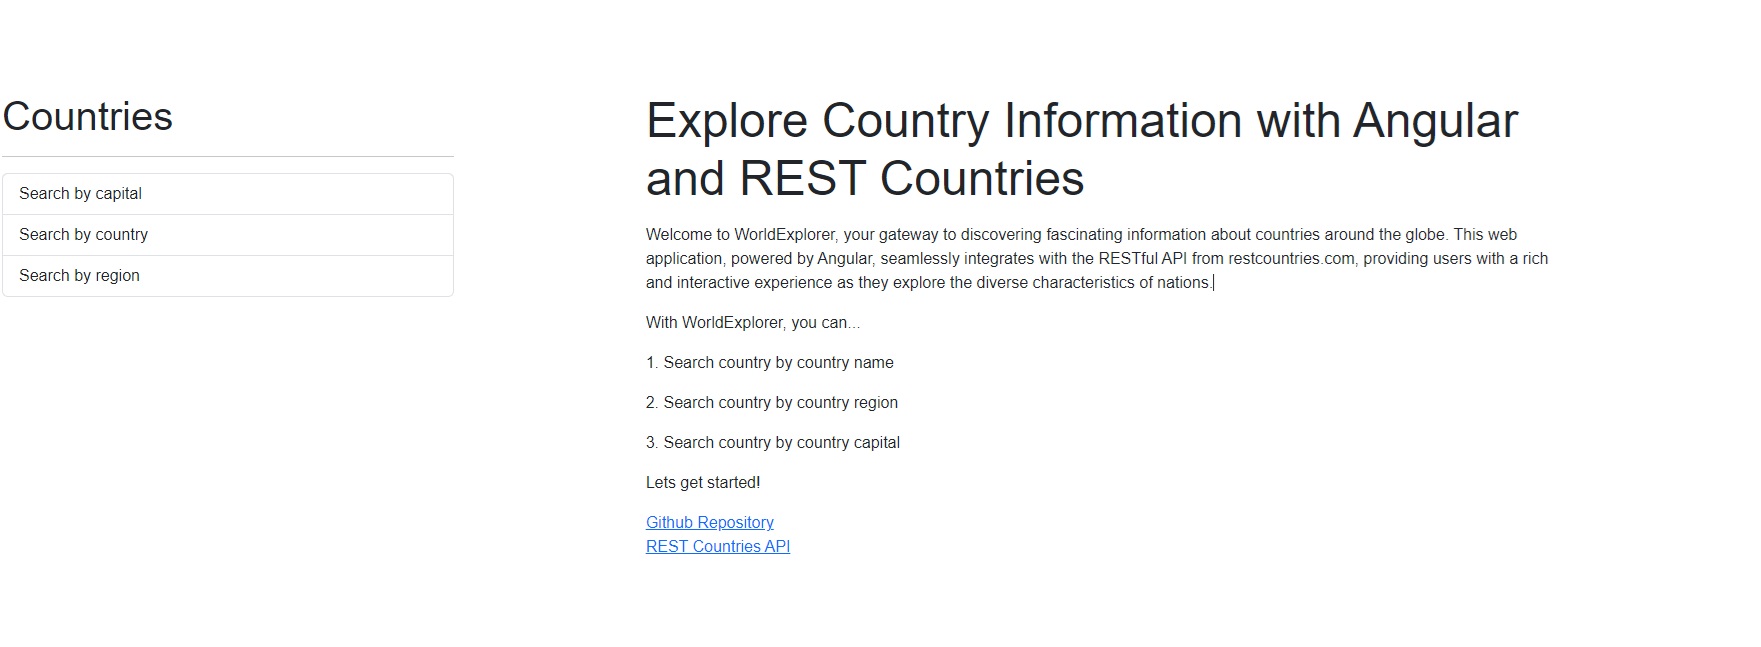 Countries
Search by capital
Search by country
Search by region
Explore Country Information with Angular
and REST Countries
Welcome to WorldExplorer, your gateway to discovering fascinating information about countries around the globe. This web
application, powered by Angular, seamlessly integrates with the RESTful API from restcountries.com, providing users with a rich
and interactive experience as they explore the diverse characteristics of nations.
With WorldExplorer, you can...
1. Search country by country name
2. Search country by country region
3. Search country by country capital
Lets get started!
Github Repository
REST Countries API